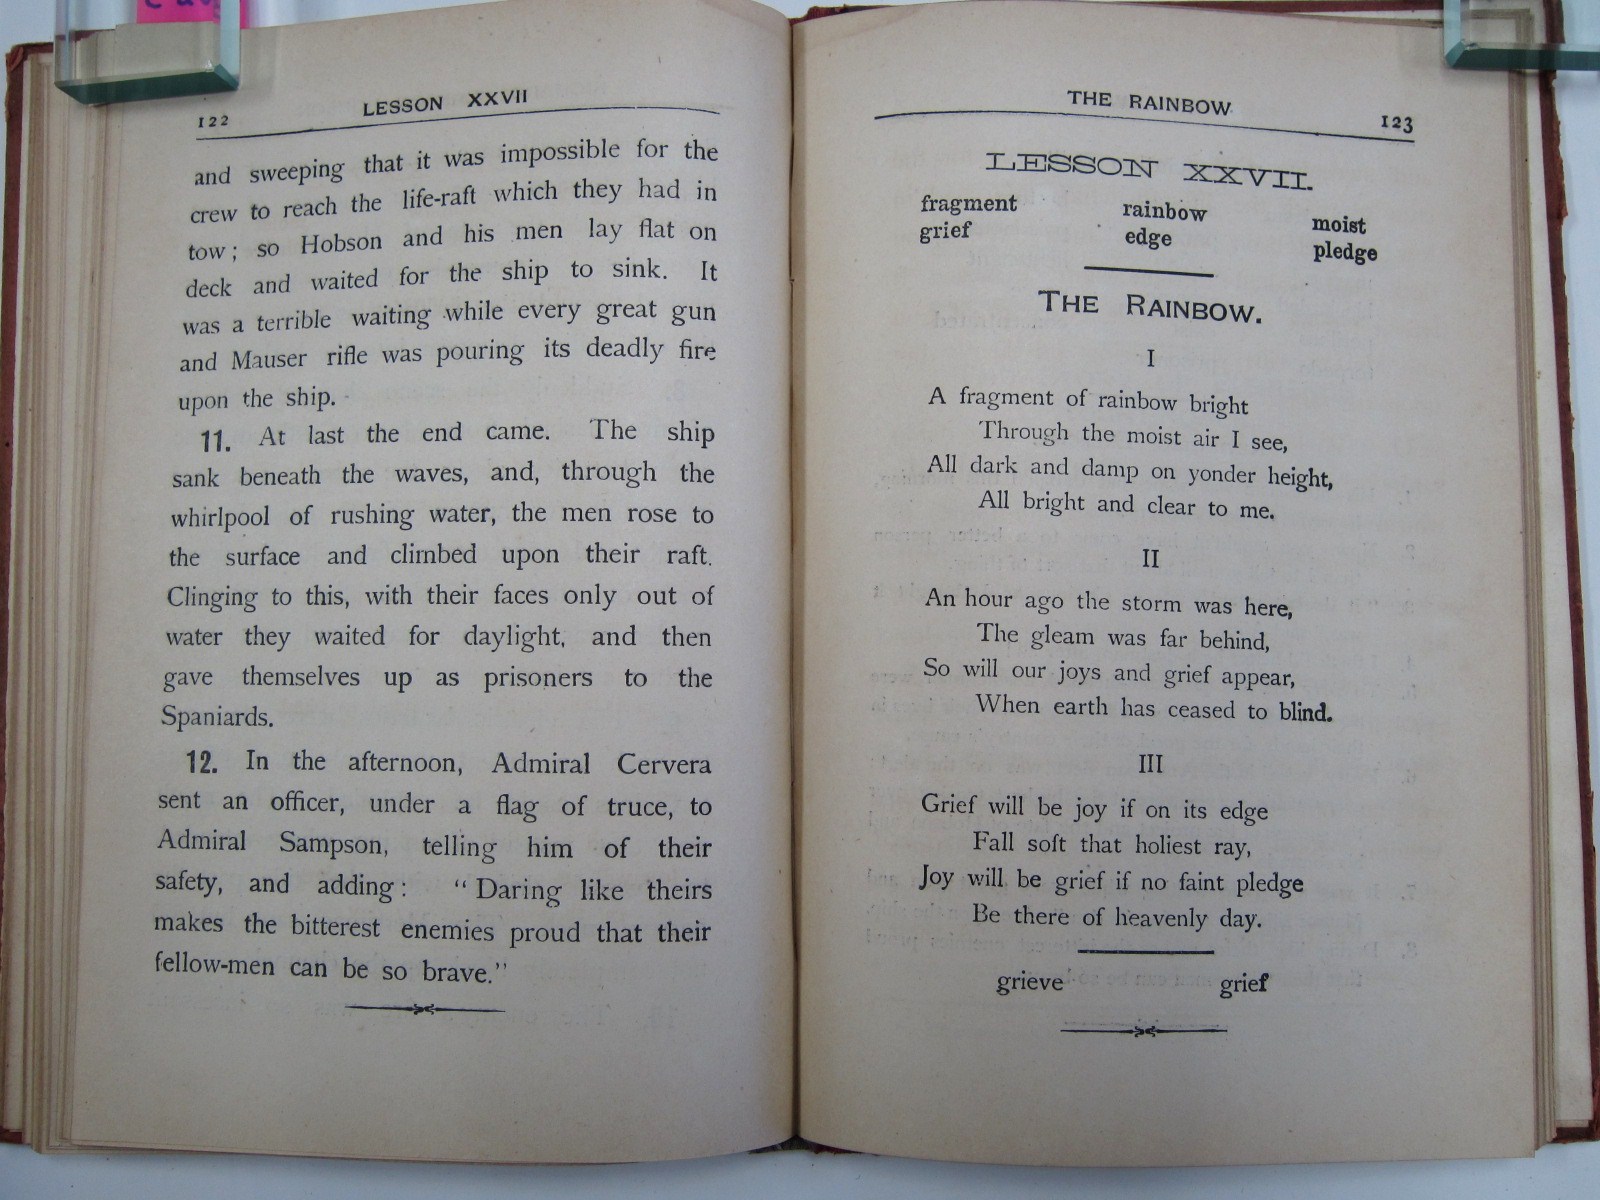 122 LESSON XXVII
and sweeping that it was impossible for the
crew to reach the life-raft which they had in
tow; so Hobson and his men lay flat on
deck and waited for the ship to sink. It
was a terrible waiting while every great gun
and Mauser rifle was pouring its deadly fire
upon the ship.
11. At last the end came. The ship
sank beneath the waves, and, through the
whirlpool of rushing water, the men rose to
the surface and climbed upon their raft.
Clinging to this, with their faces only out of
water they waited for daylight, and then
gave themselves up as prisoners to the
Spaniards.
12. In the afternoon, Admiral Cervera
sent an officer, under a flag of truce, to
Admiral Sampson, telling him of their
safety, and adding: "Daring like theirs
makes the bitterest enemies proud that their
fellow-men can be so brave."
THE RAINBOW 123
LESSON XXVII.
fragment rainbow moist
grief edge pledge
THE RAINBOW.
I
A fragment of rainbow bright
Through the moist air I see,
All dark and damp on yonder height,
All bright and clear to me.
II
An hour ago the storm was here,
The gleam was far behind,
So will our joys and grief appear,
When earth has ceased to blind.
III
Grief will be joy if on its edge
Fall soft that holiest ray,
Joy will be grief if no faint pledge
Be there of heavenly day.
grieve grief